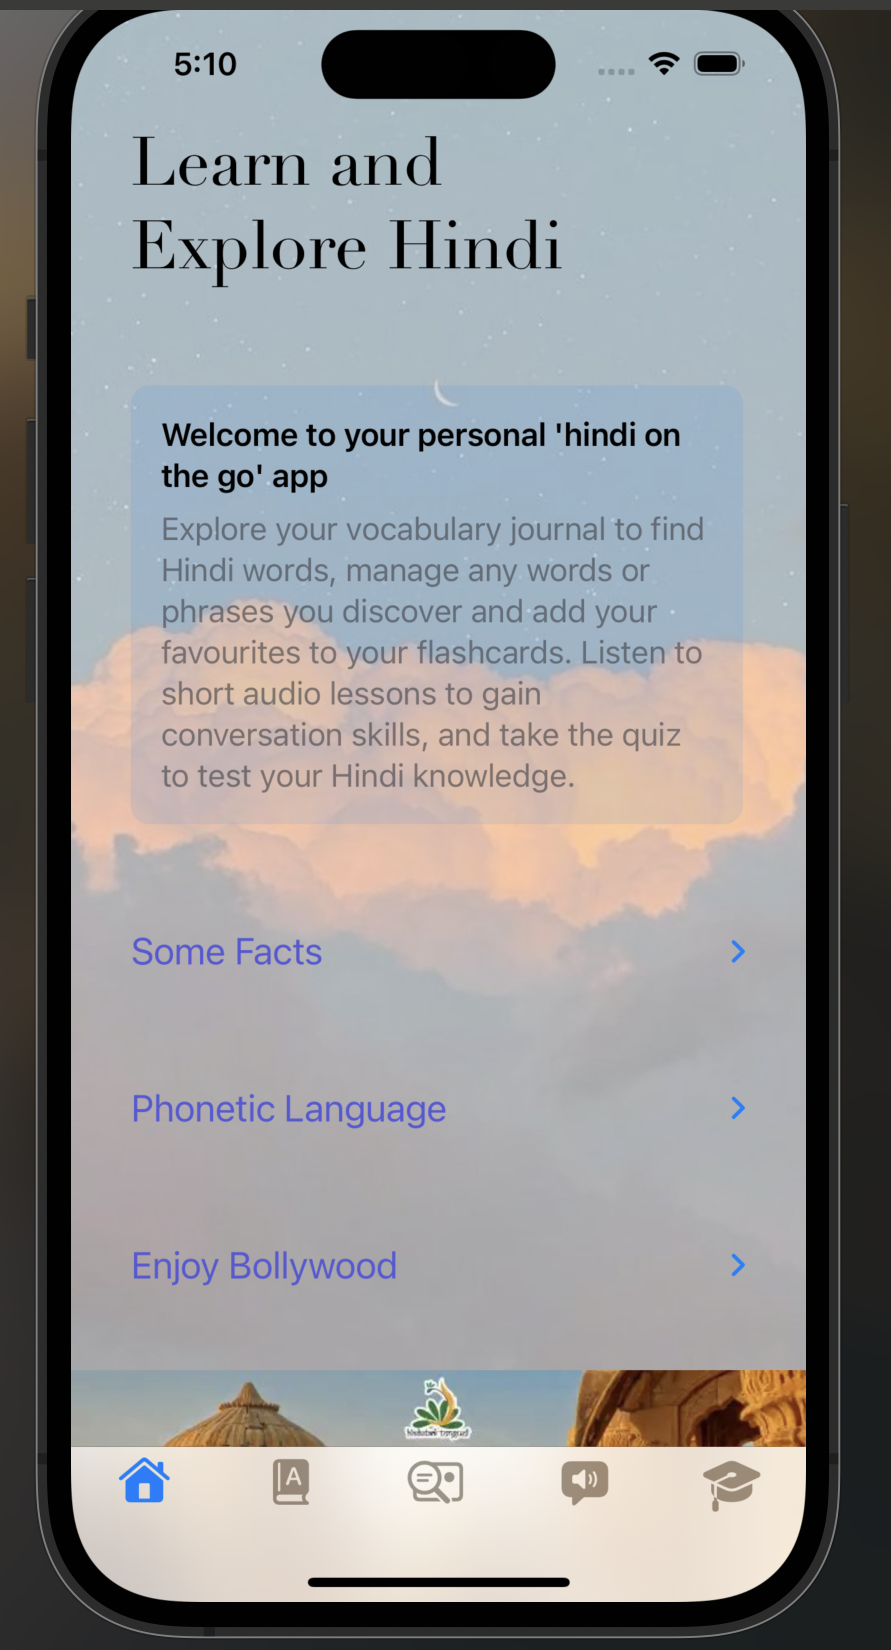 5:10
Learn and
Explore Hindi
Welcome to your personal 'hindi on
the go' app
Explore your vocabulary journal to find
Hindi words, manage any words or
phrases you discover and add your
favourites to your flashcards. Listen to
short audio lessons to gain
conversation skills, and take the quiz
to test your Hindi knowledge.
Some Facts
Phonetic Language
Enjoy Bollywood
A